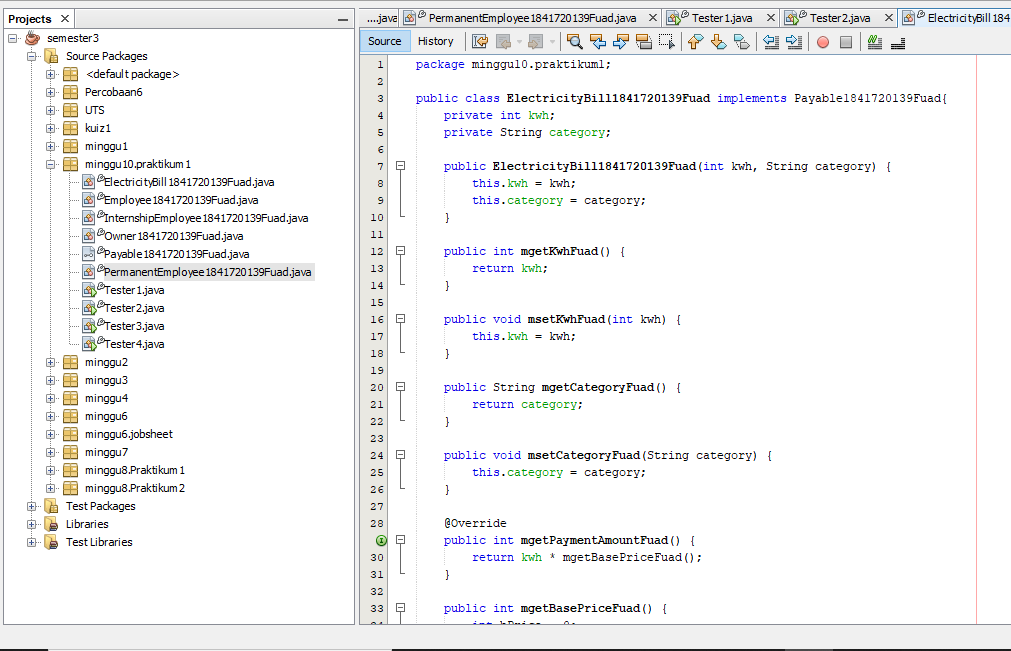 Projects
semester3
Source Packages
<default package>
Percobaan6
UTS
kuiz1
minggu1
minggu10.praktikum1
ElectricityBill1841720139Fuad.java
Employee1841720139Fuad.java
InternshipEmployee1841720139Fuad.java
Owner1841720139Fuad.java
Payable1841720139Fuad.java
PermanentEmployee1841720139Fuad.java
Tester1.java
Tester2.java
Tester3.java
Tester4.java
minggu2
minggu3
minggu4
minggu6
minggu6.jobsheet
minggu7
minggu8.Praktikum1
minggu8.Praktikum2
Test Packages
Libraries
Test Libraries
....java PermanentEmployee1841720139Fuad.java Tester1.java Tester2.java ElectricityBill184
Source History
1 package minggu10.praktikum1;
2
3 public class ElectricityBill1841720139Fuad implements Payable1841720139Fuad{
4 private int kwh;
5 private String category;
6
7 public ElectricityBill1841720139Fuad(int kwh, String category) {
8 this.kwh = kwh;
9 this.category = category;
10 }
11
12 public int mgetKwhFuad() {
13 return kwh;
14 }
15
16 public void msetKwhFuad(int kwh) {
17 this.kwh = kwh;
18 }
19
20 public String mgetCategoryFuad() {
21 return category;
22 }
23
24 public void msetCategoryFuad(String category) {
25 this.category = category;
26 }
27
28 @Override
public int mgetPaymentAmountFuad() {
30 return kwh * mgetBasePriceFuad();
31 }
32
33 public int mgetBasePriceFuad() {